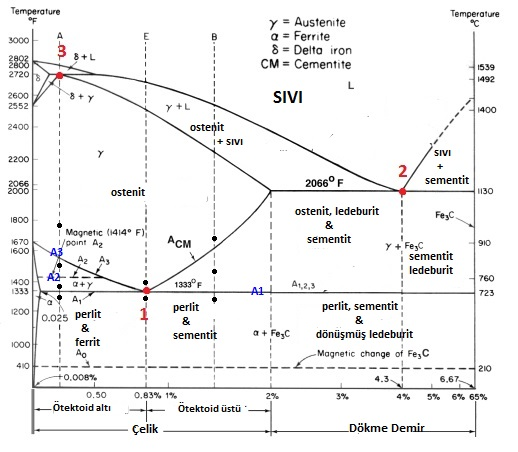 Temperature
°F
Temperature
°C
A
E
B
γ = Austenite
α = Ferrite
δ = Delta iron
CM = Cementite
3000
2802
2800
2720
2600
2552
2400
2200
2066
2000
1800
1670
1600
1400
1333
1200
1000
40
1539
1492
1400
1130
910
760
723
210
3
δ + L
δ
δ + γ
γ + L
SIVI
L
ostenit
+ SIVI
γ
ostenit
SIVI
+
sementit
2
2066° F
ostenit, ledeburit
&
sementit
Fe₃C
γ + Fe₃C
sementit
ledeburit
Magnetic (1414° F)
point A₂
A3
A₂
A₃
A2
α + γ
A CM
1333° F
A₁
A1
A₁,₂,₃
α
0.025
1
perlit
&
ferrit
perlit
&
sementit
α + Fe₃C
perlit, sementit
&
dönüşmüş ledeburit
A₀
Magnetic change of Fe₃C
0,008%
0.50
0.83%
1%
2%
3%
4,3
4%
5%
6,67
6%
65%
Ötektoid altı
Ötektoid üstü
Çelik
Dökme Demir